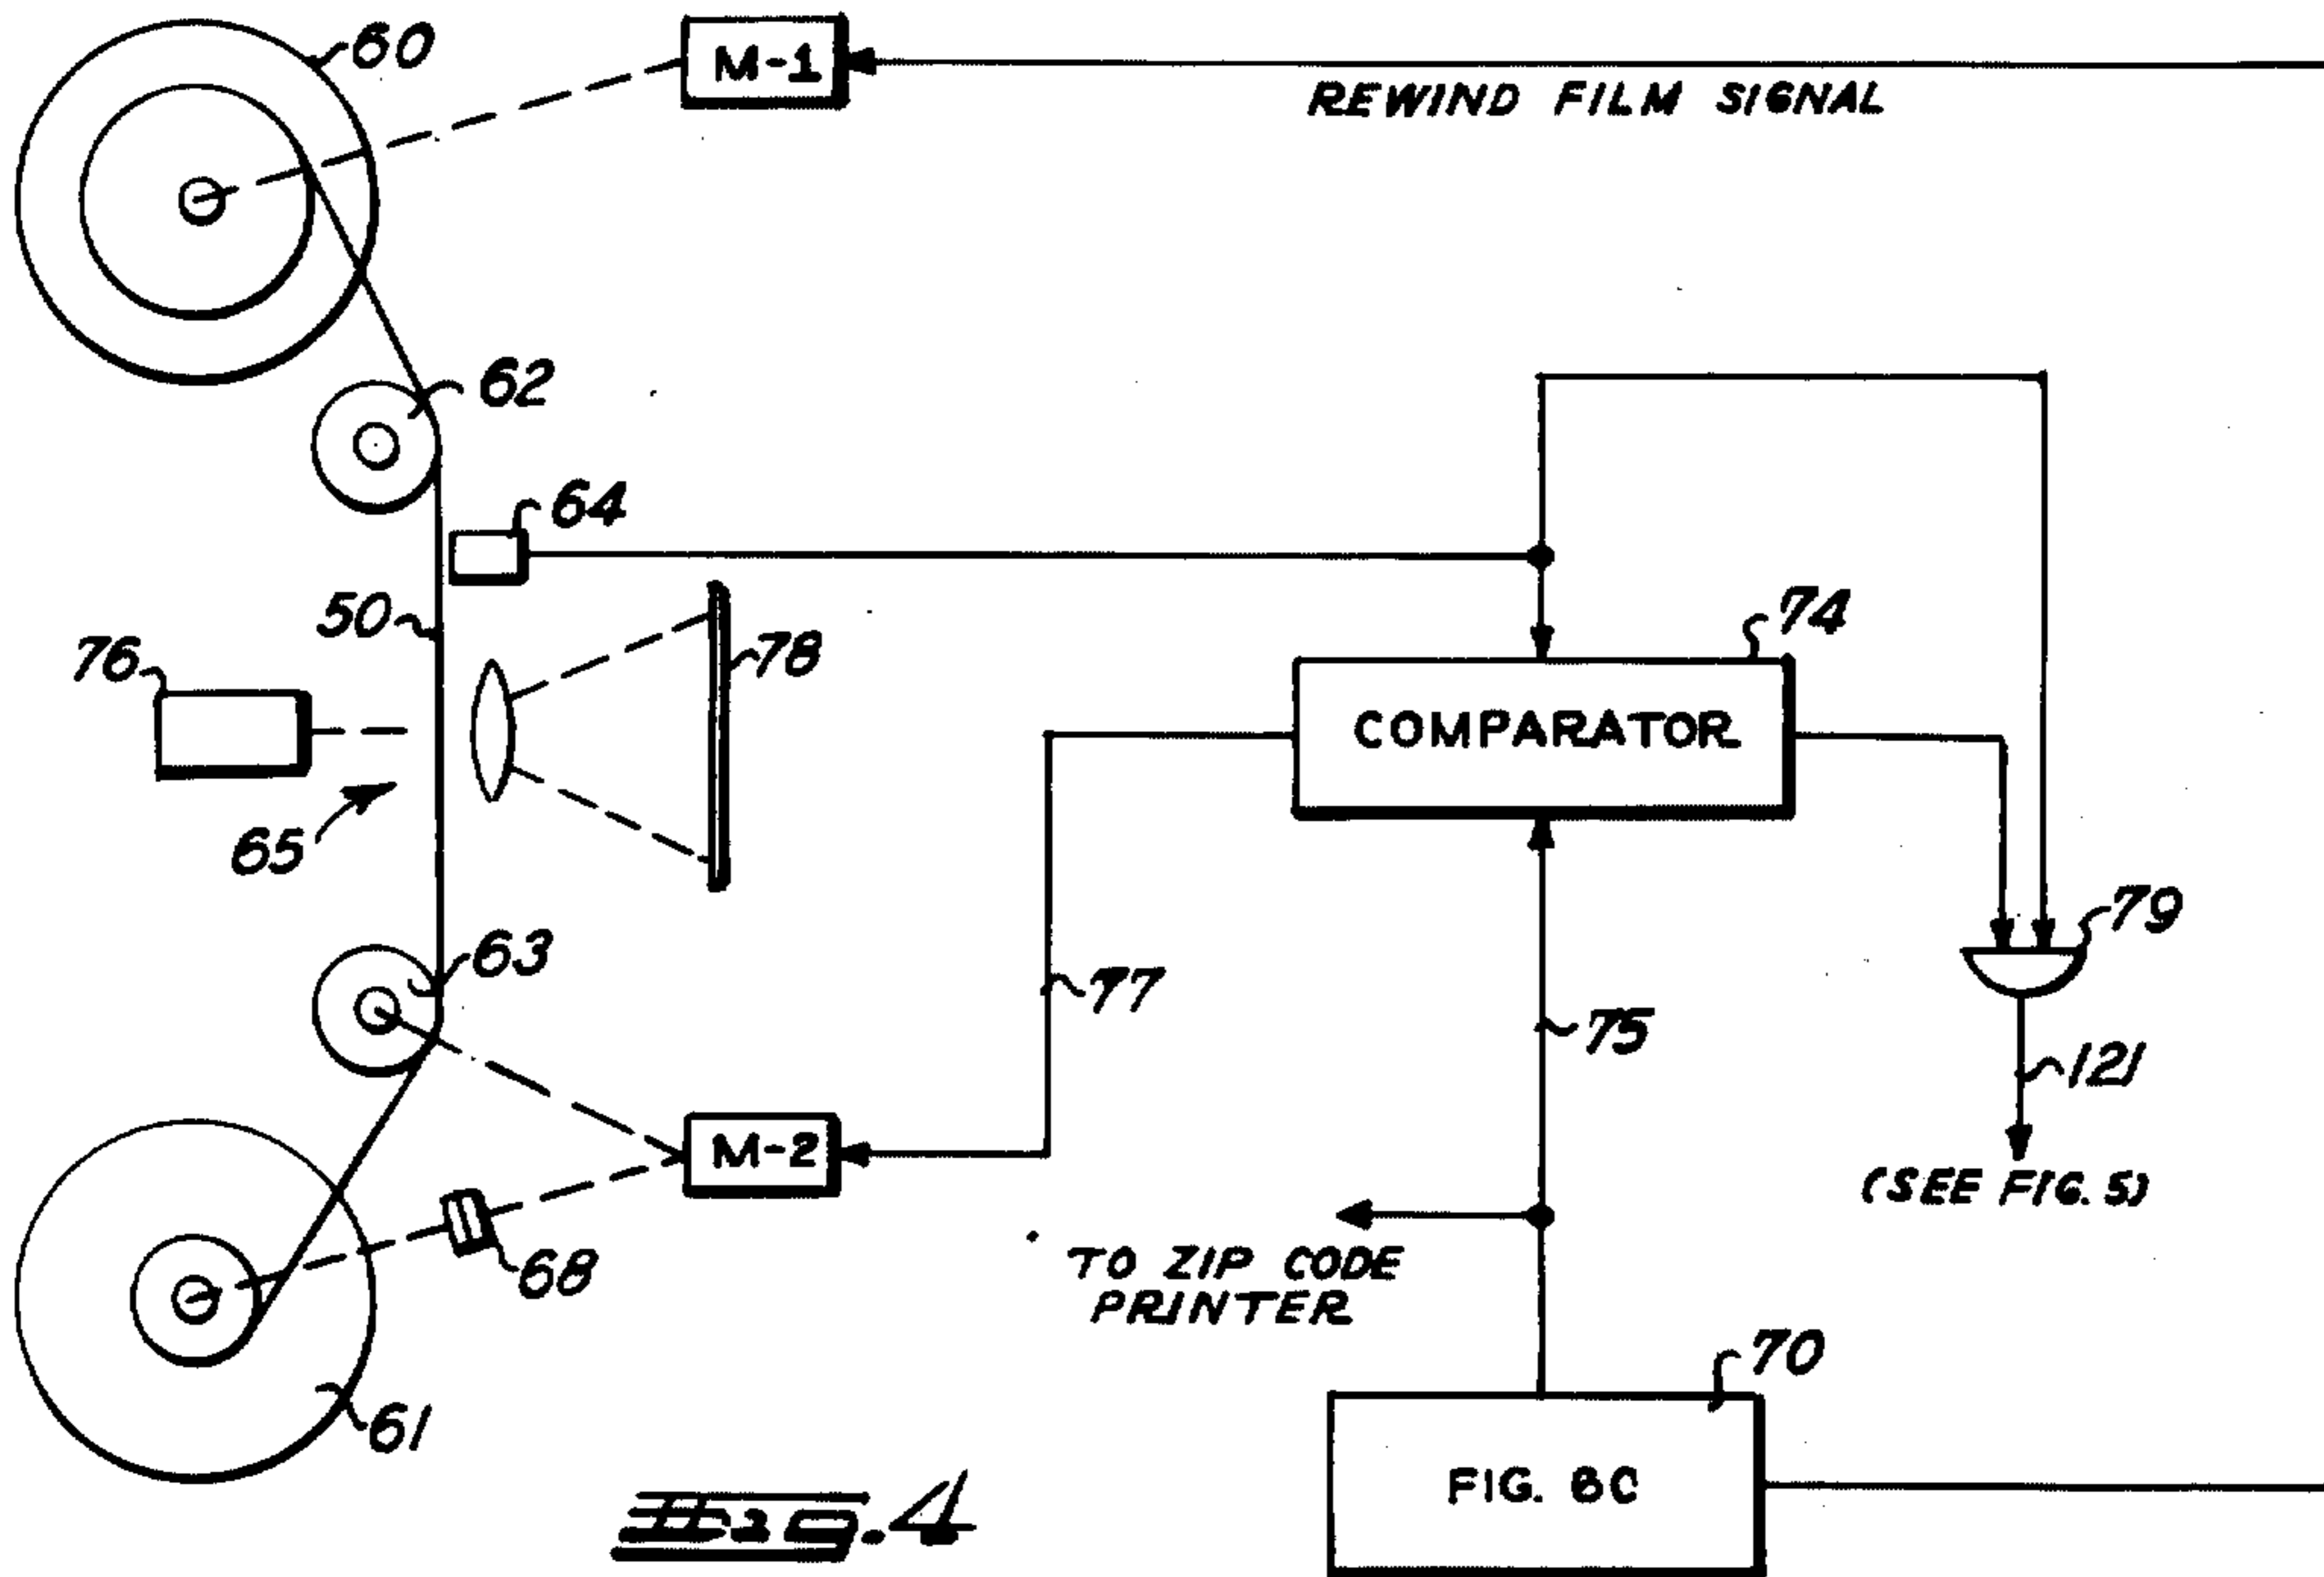 60
M-1
REWIND FILM SIGNAL
62
64
50
76
78
74
COMPARATOR
65
79
63
77
75
121
M-2
(SEE FIG. 5)
68
TO ZIP CODE
PRINTER
70
61
FIG. 6C
Fig. 4